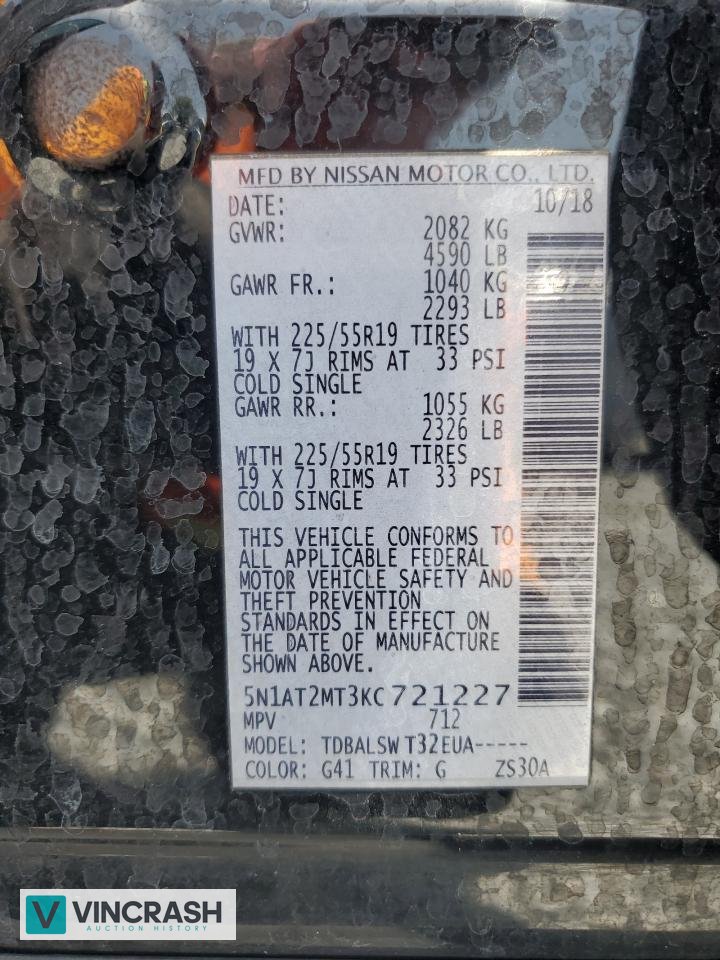 MFD BY NISSAN MOTOR CO., LTD.
DATE: 10/18
GVWR: 2082 KG
4590 LB
GAWR FR.: 1040 KG
2293 LB
WITH 225/55R19 TIRES
19 X 7J RIMS AT 33 PSI
COLD SINGLE
GAWR RR.: 1055 KG
2326 LB
WITH 225/55R19 TIRES
19 X 7J RIMS AT 33 PSI
COLD SINGLE
THIS VEHICLE CONFORMS TO
ALL APPLICABLE FEDERAL
MOTOR VEHICLE SAFETY AND
THEFT PREVENTION
STANDARDS IN EFFECT ON
THE DATE OF MANUFACTURE
SHOWN ABOVE.
5N1AT2MT3KC721227
MPV 712
MODEL: TDBALSW T32EUA-----
COLOR: G41 TRIM: G ZS30A
V VINCRASH
AUCTION HISTORY